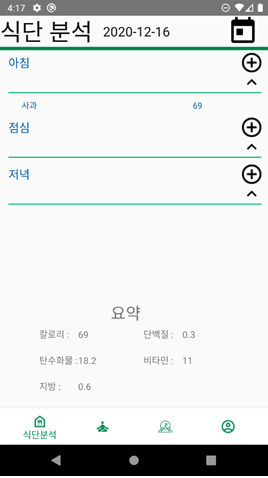 4:17
식단 분석 2020-12-16
아침
사과 69
점심
저녁
요약
칼로리 : 69 단백질 : 0.3
탄수화물 : 18.2 비타민 : 11
지방 : 0.6
식단분석